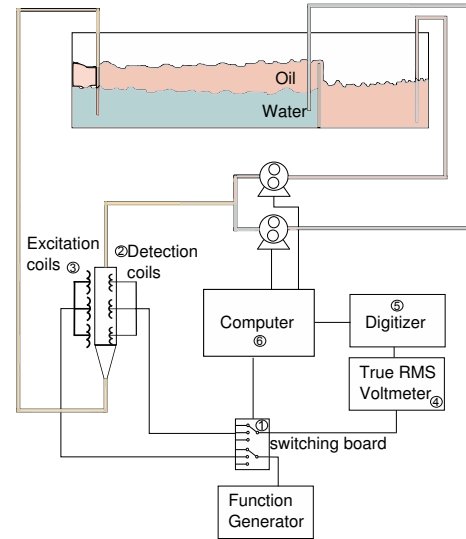 Oil
Water
Excitation
coils ③
②Detection
coils
Computer
⑥
⑤
Digitizer
True RMS
Voltmeter④
①
switching board
Function
Generator